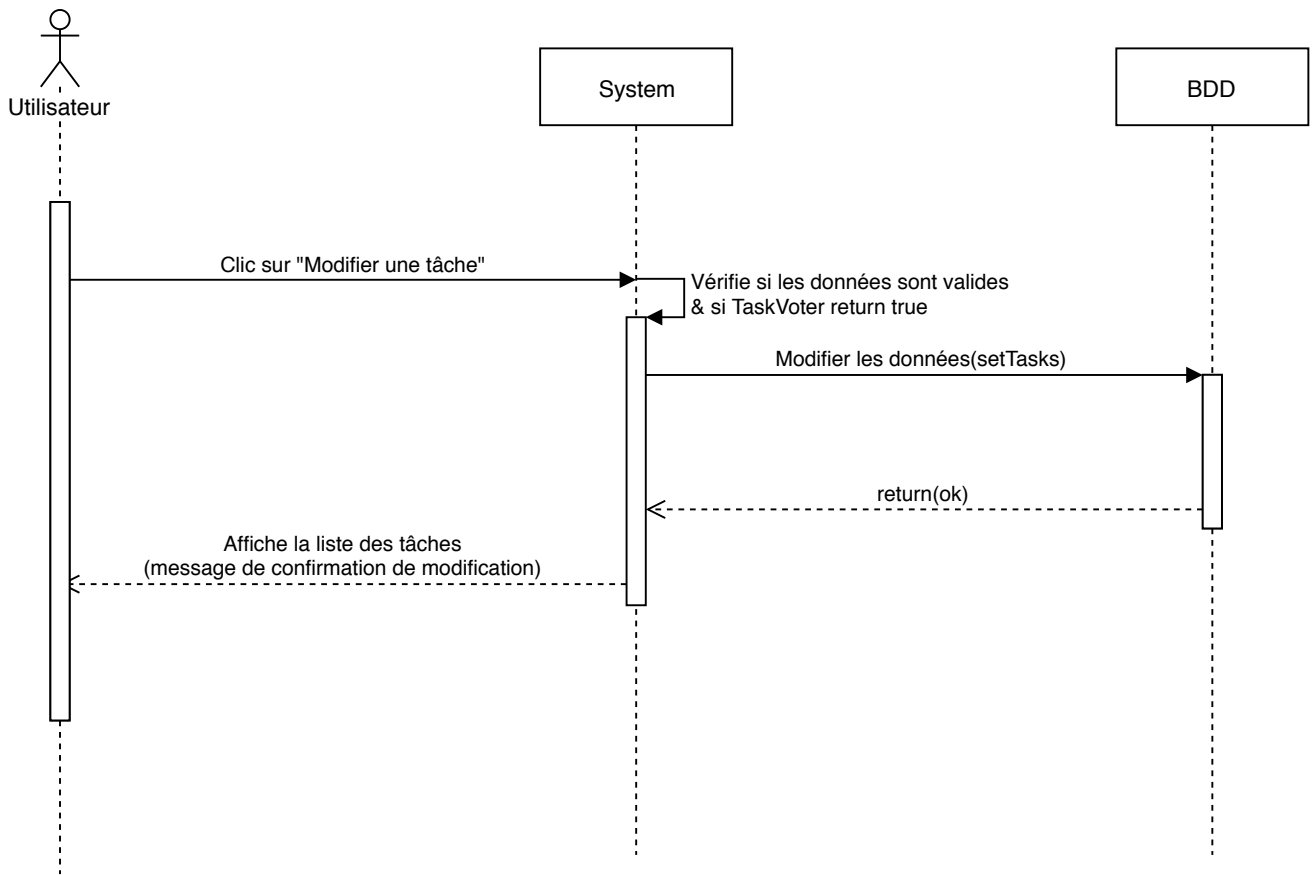 Utilisateur
System
BDD
Clic sur "Modifier une tâche"
Vérifie si les données sont valides
& si TaskVoter return true
Modifier les données(setTasks)
return(ok)
Affiche la liste des tâches
(message de confirmation de modification)